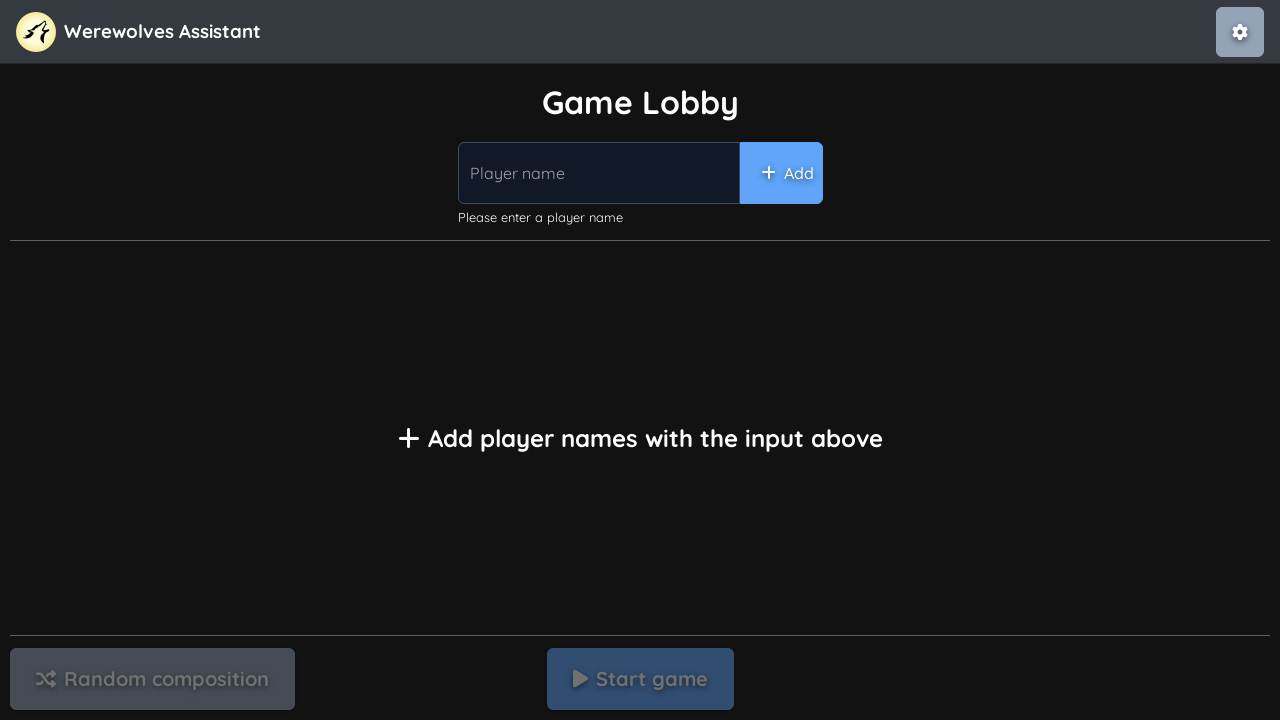 Werewolves Assistant
Game Lobby
Player name
Add
Please enter a player name
Add player names with the input above
Random composition
Start game